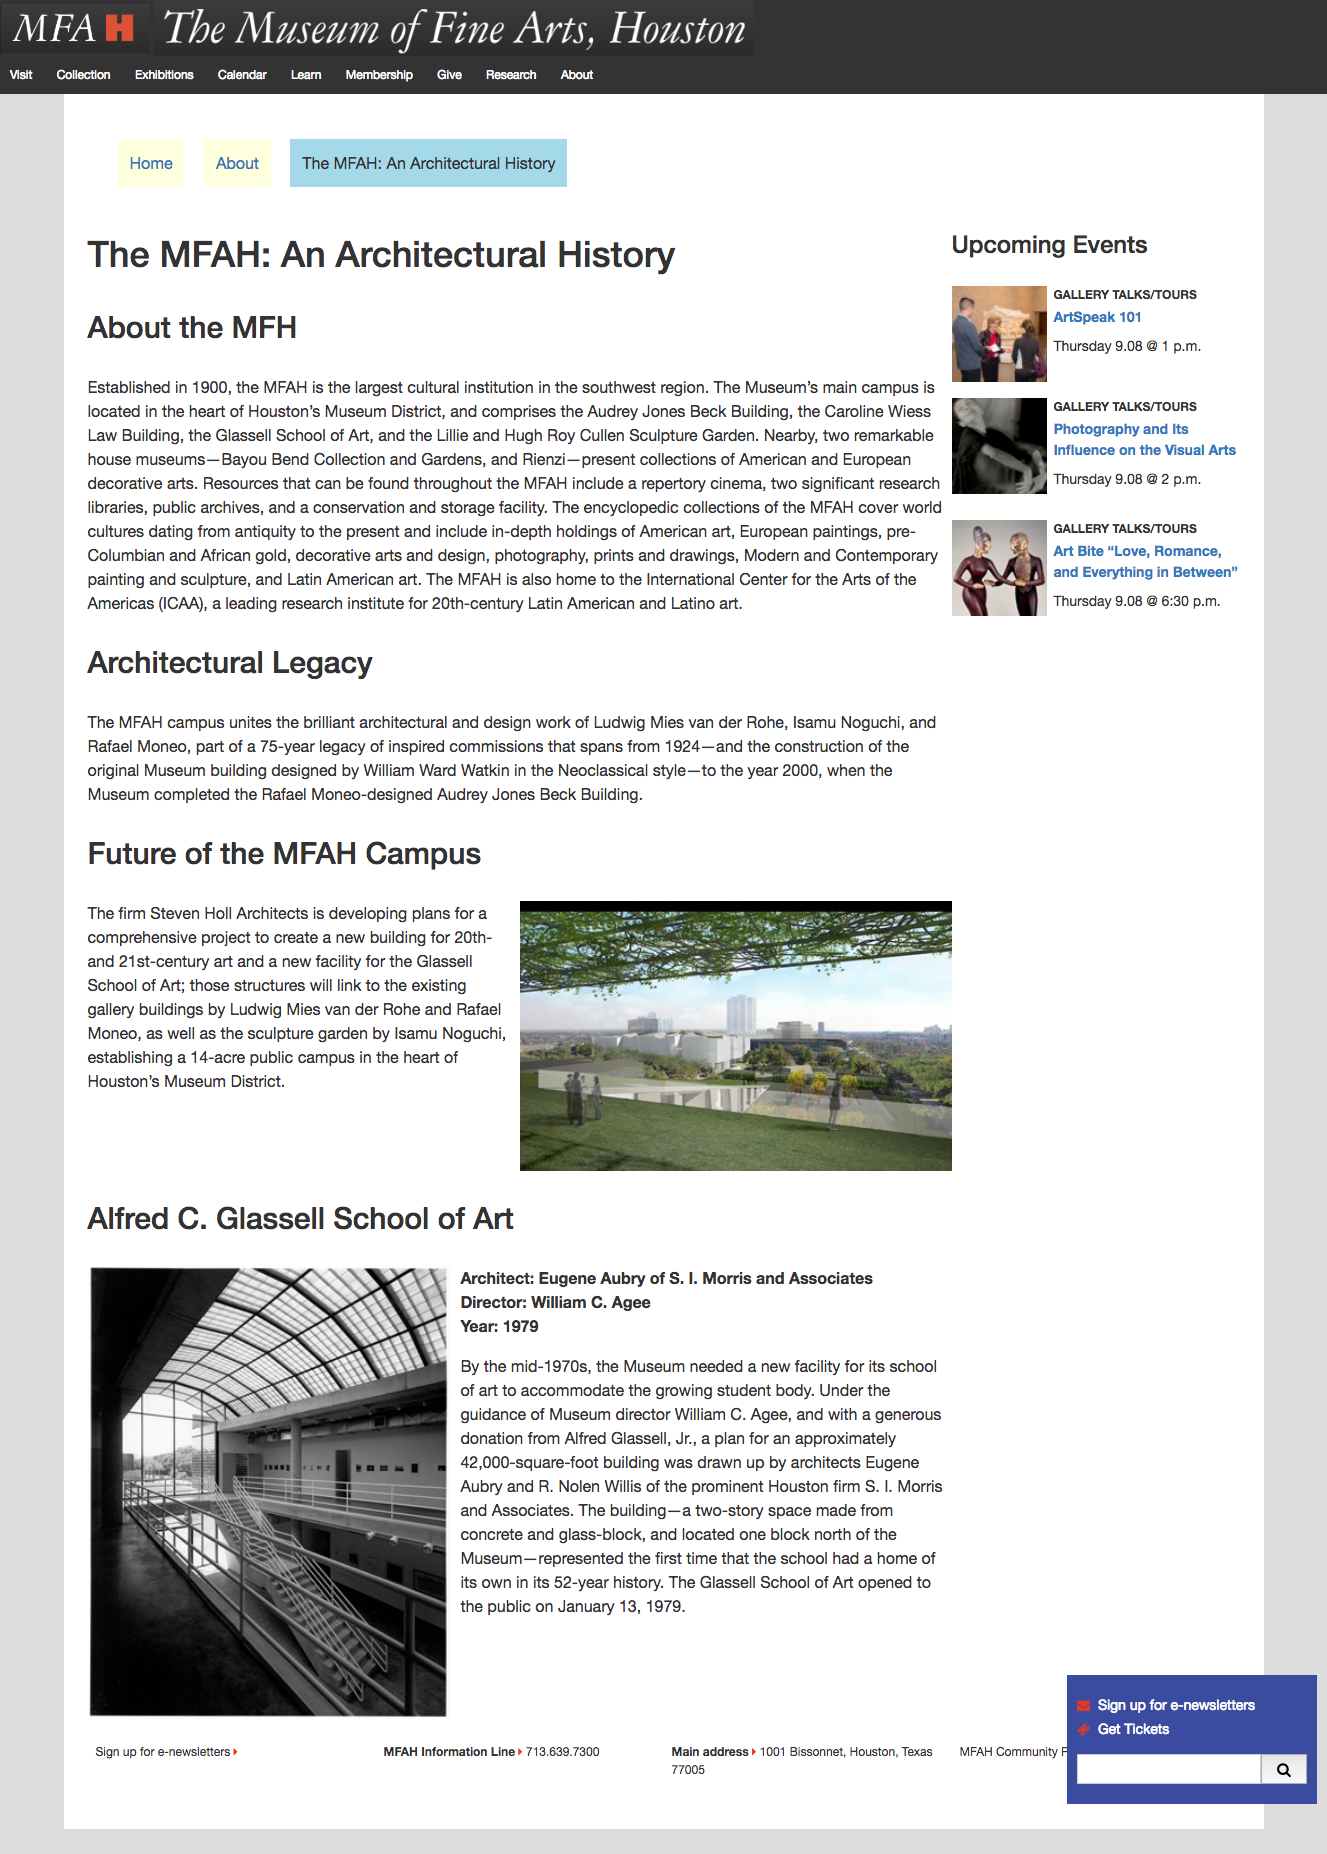 MFAH The Museum of Fine Arts, Houston
Visit Collection Exhibitions Calendar Learn Membership Give Research About
Home About The MFAH: An Architectural History
The MFAH: An Architectural History
About the MFH
Established in 1900, the MFAH is the largest cultural institution in the southwest region. The Museum’s main campus is
located in the heart of Houston’s Museum District, and comprises the Audrey Jones Beck Building, the Caroline Wiess
Law Building, the Glassell School of Art, and the Lillie and Hugh Roy Cullen Sculpture Garden. Nearby, two remarkable
house museums—Bayou Bend Collection and Gardens, and Rienzi—present collections of American and European
decorative arts. Resources that can be found throughout the MFAH include a repertory cinema, two significant research
libraries, public archives, and a conservation and storage facility. The encyclopedic collections of the MFAH cover world
cultures dating from antiquity to the present and include in-depth holdings of American art, European paintings, pre-
Columbian and African gold, decorative arts and design, photography, prints and drawings, Modern and Contemporary
painting and sculpture, and Latin American art. The MFAH is also home to the International Center for the Arts of the
Americas (ICAA), a leading research institute for 20th-century Latin American and Latino art.
Architectural Legacy
The MFAH campus unites the brilliant architectural and design work of Ludwig Mies van der Rohe, Isamu Noguchi, and
Rafael Moneo, part of a 75-year legacy of inspired commissions that spans from 1924—and the construction of the
original Museum building designed by William Ward Watkin in the Neoclassical style—to the year 2000, when the
Museum completed the Rafael Moneo-designed Audrey Jones Beck Building.
Future of the MFAH Campus
The firm Steven Holl Architects is developing plans for a
comprehensive project to create a new building for 20th-
and 21st-century art and a new facility for the Glassell
School of Art; those structures will link to the existing
gallery buildings by Ludwig Mies van der Rohe and Rafael
Moneo, as well as the sculpture garden by Isamu Noguchi,
establishing a 14-acre public campus in the heart of
Houston’s Museum District.
Alfred C. Glassell School of Art
Architect: Eugene Aubry of S. I. Morris and Associates
Director: William C. Agee
Year: 1979
By the mid-1970s, the Museum needed a new facility for its school
of art to accommodate the growing student body. Under the
guidance of Museum director William C. Agee, and with a generous
donation from Alfred Glassell, Jr., a plan for an approximately
42,000-square-foot building was drawn up by architects Eugene
Aubry and R. Nolen Willis of the prominent Houston firm S. I. Morris
and Associates. The building—a two-story space made from
concrete and glass-block, and located one block north of the
Museum—represented the first time that the school had a home of
its own in its 52-year history. The Glassell School of Art opened to
the public on January 13, 1979.
Upcoming Events
GALLERY TALKS/TOURS
ArtSpeak 101
Thursday 9.08 @ 1 p.m.
GALLERY TALKS/TOURS
Photography and Its
Influence on the Visual Arts
Thursday 9.08 @ 2 p.m.
GALLERY TALKS/TOURS
Art Bite “Love, Romance,
and Everything in Between”
Thursday 9.08 @ 6:30 p.m.
Sign up for e-newsletters
MFAH Information Line 713.639.7300
Main address 1001 Bissonnet, Houston, Texas
77005
MFAH Community
Sign up for e-newsletters
Get Tickets